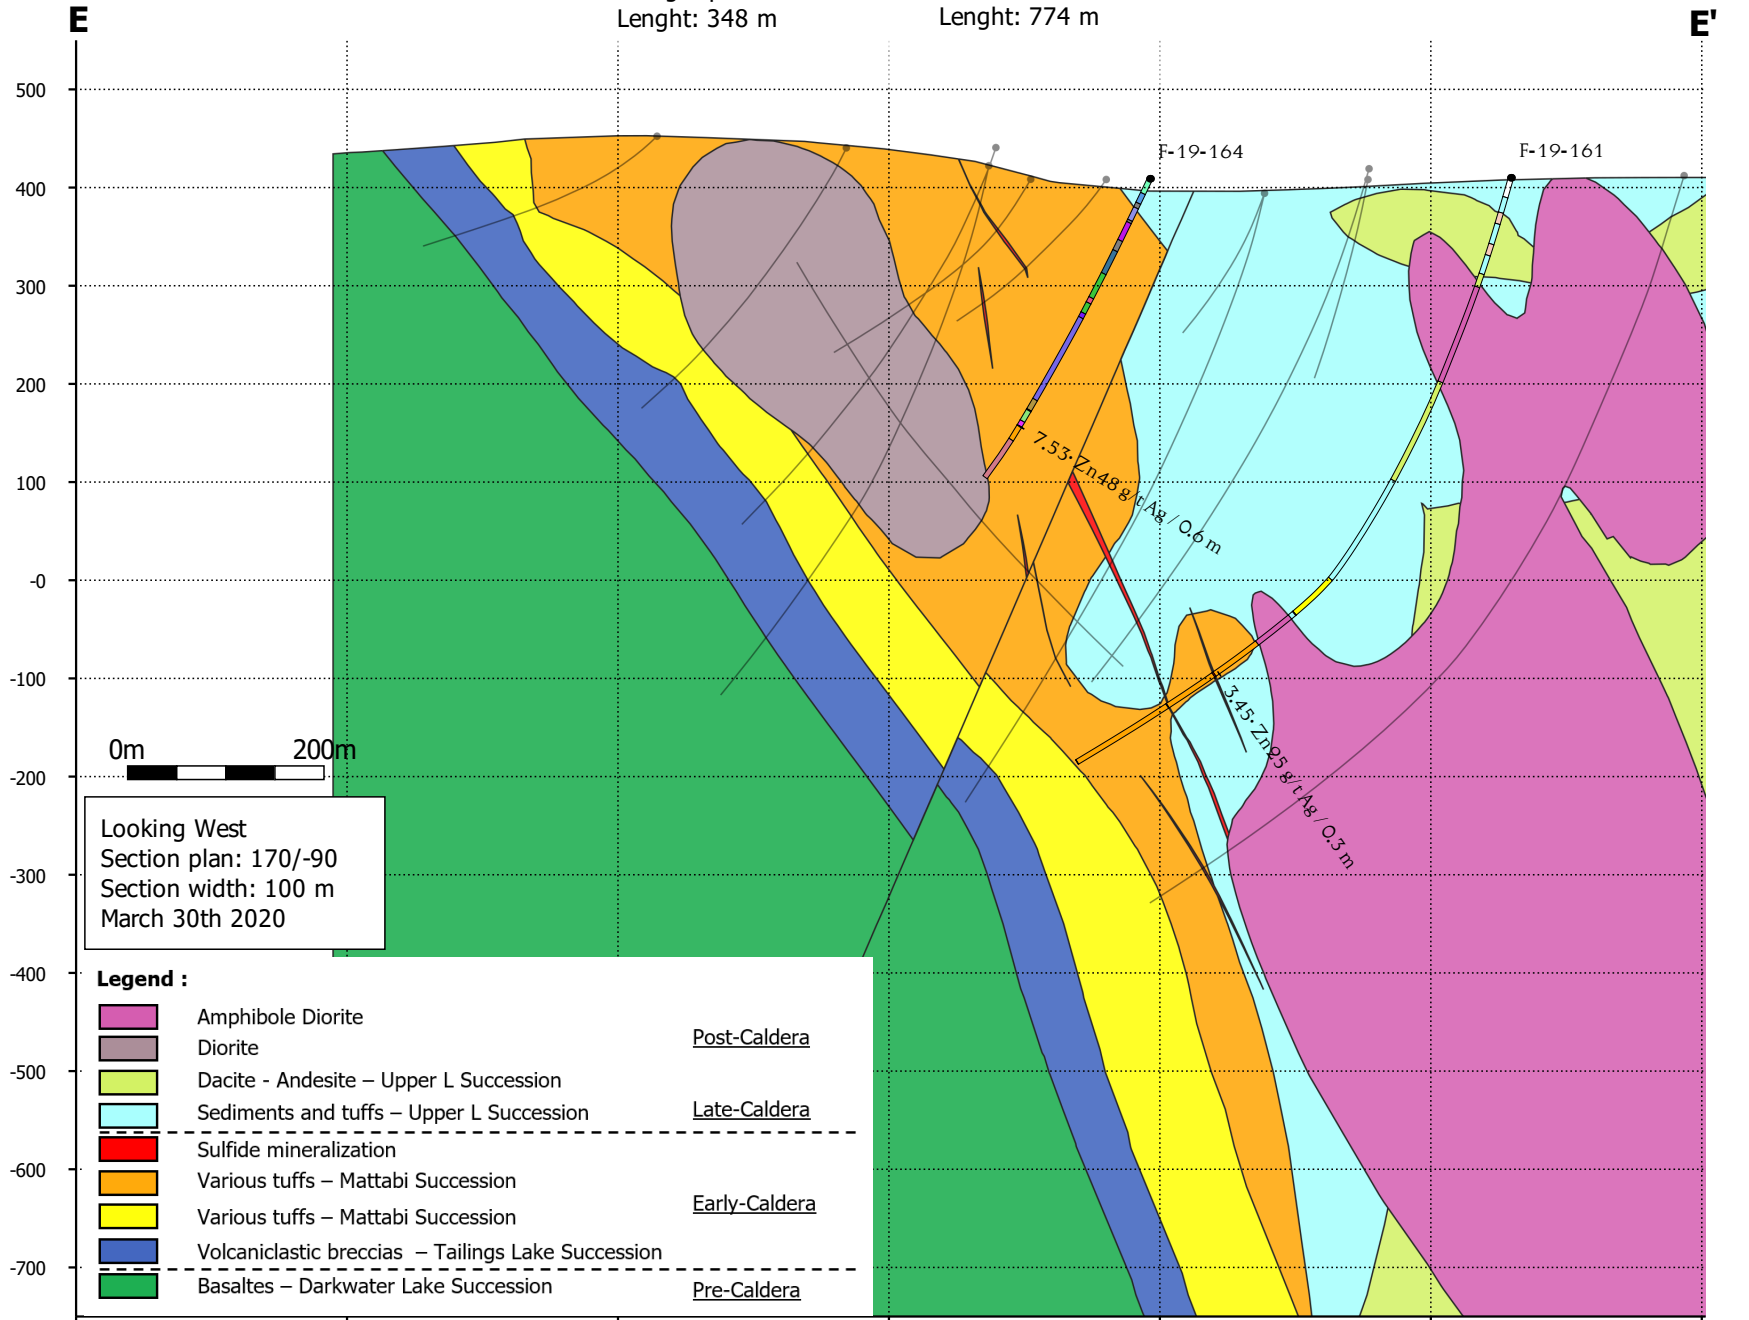 E
Lenght: 348 m
Lenght: 774 m
E'
500
400
300
200
100
-0
-100
-200
-300
-400
-500
-600
-700
F-19-164
F-19-161
7.53% Zn48 g/t Ag / 0.6 m
3.45% Zn25 g/t Ag / 0.3 m
0m 200m
Looking West
Section plan: 170/-90
Section width: 100 m
March 30th 2020
Legend :
Amphibole Diorite
Diorite
Post-Caldera
Dacite - Andesite – Upper L Succession
Sediments and tuffs – Upper L Succession
Late-Caldera
Sulfide mineralization
Various tuffs – Mattabi Succession
Early-Caldera
Various tuffs – Mattabi Succession
Volcaniclastic breccias – Tailings Lake Succession
Basaltes – Darkwater Lake Succession
Pre-Caldera